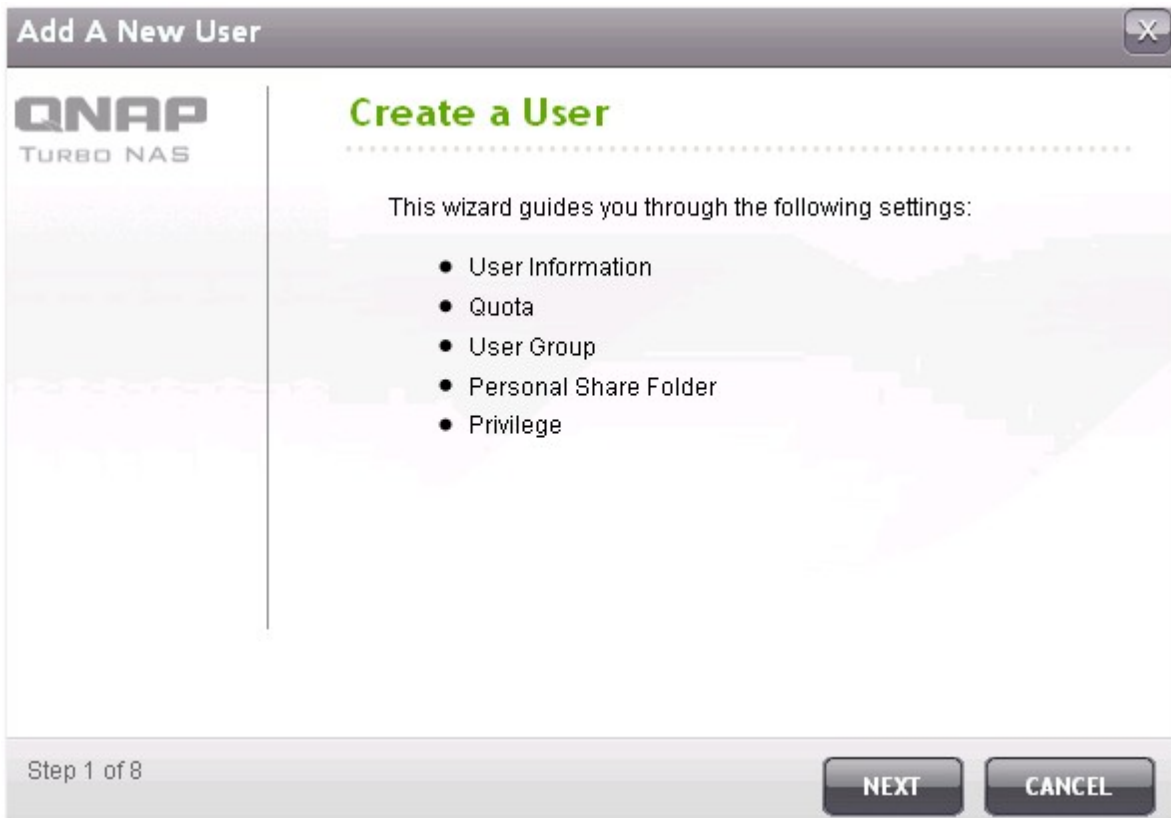 Add A New User
X
QNAP
TURBO NAS
Create a User
This wizard guides you through the following settings:
User Information
Quota
User Group
Personal Share Folder
Privilege
Step 1 of 8
NEXT
CANCEL